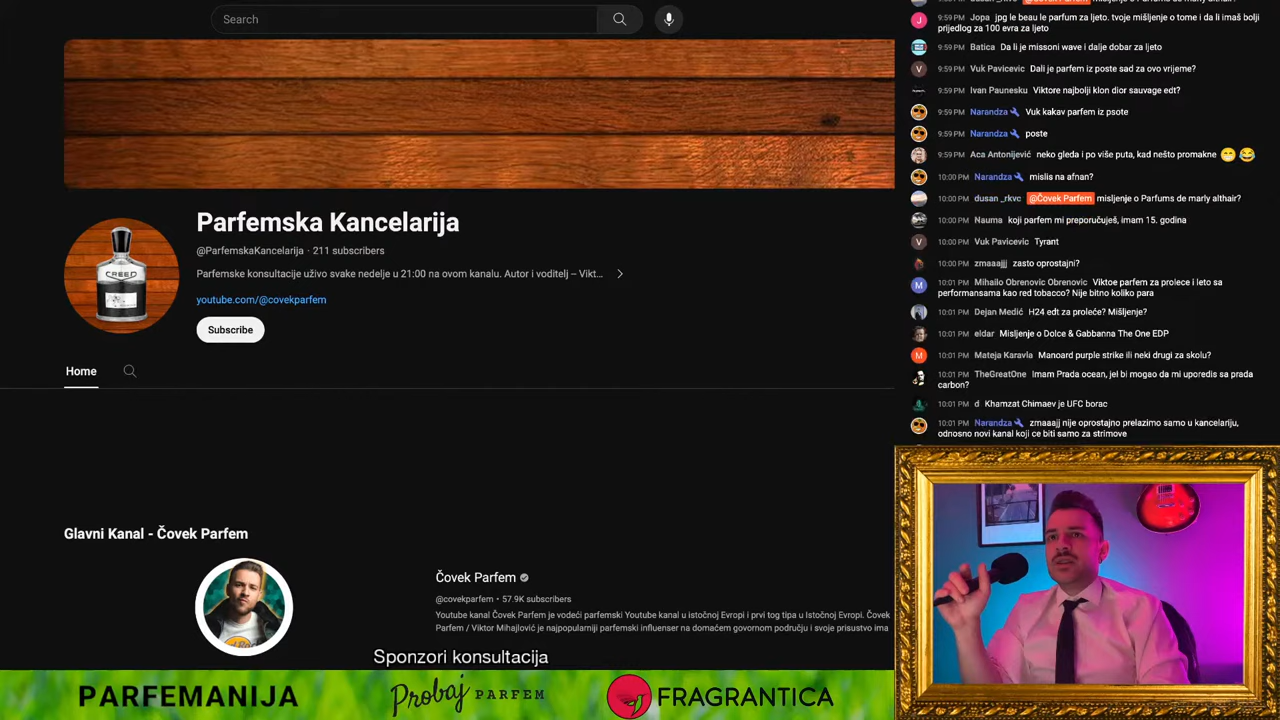 Search
Parfemska Kancelarija
@ParfemskaKancelarija · 211 subscribers
Parfemske konsultacije uživo svake nedelje u 21:00 na ovom kanalu. Autor i voditelj – Vikt...
youtube.com/@covekparfem
Subscribe
Home
Glavni Kanal - Čovek Parfem
Čovek Parfem
@covekparfem • 57.9K subscribers
Youtube kanal Čovek Parfem je vodeći parfemski Youtube kanal u istočnoj Evropi i prvi tog tipa u Istočnoj Evropi. Čovek
Parfem / Viktor Mihajlović je najpopularniji parfemski influenser na domaćem govornom području i svoje prisustvo ima
Sponzori konsultacija
PARFEMANIJA
Probaj PARFEM
FRAGRANTICA
CREED
J
9:59 PM Jopa jpg le beau le parfum za ljeto. tvoje mišljenje o tome i da li imaš bolji
prijedlog za 100 evra za ljeto
9:59 PM Batica Da li je missoni wave i dalje dobar za ljeto
V
9:59 PM Vuk Pavicevic Dali je parfem iz poste sad za ovo vrijeme?
9:59 PM Ivan Paunesku Viktore najbolji klon dior sauvage edt?
9:59 PM Narandza Vuk kakav parfem iz psote
9:59 PM Narandza poste
9:59 PM Aca Antonijević neko gleda i po više puta, kad nešto promakne
10:00 PM Narandza mislis na afnan?
10:00 PM dusan _rkvc @Čovek Parfem misljenje o Parfums de marly althair?
10:00 PM Nauma koji parfem mi preporučuješ, imam 15. godina
V
10:00 PM Vuk Pavicevic Tyrant
10:00 PM zmaaajjj zasto oprostajni?
M
10:01 PM Mihailo Obrenovic Obrenovic Viktoe parfem za prolece i leto sa
performansama kao red tobacco? Nije bitno koliko para
10:01 PM Dejan Medić H24 edt za proleće? Mišljenje?
10:01 PM eldar Misljenje o Dolce & Gabbanna The One EDP
M
10:01 PM Mateja Karavla Manoard purple strike ili neki drugi za skolu?
10:01 PM TheGreatOne Imam Prada ocean, jel bi mogao da mi uporedis sa prada
carbon?
10:01 PM d Khamzat Chimaev je UFC borac
10:01 PM Narandza zmaaajj nije oprostajno prelazimo samo u kancelariju,
odnosno novi kanal koji ce biti samo za strimove